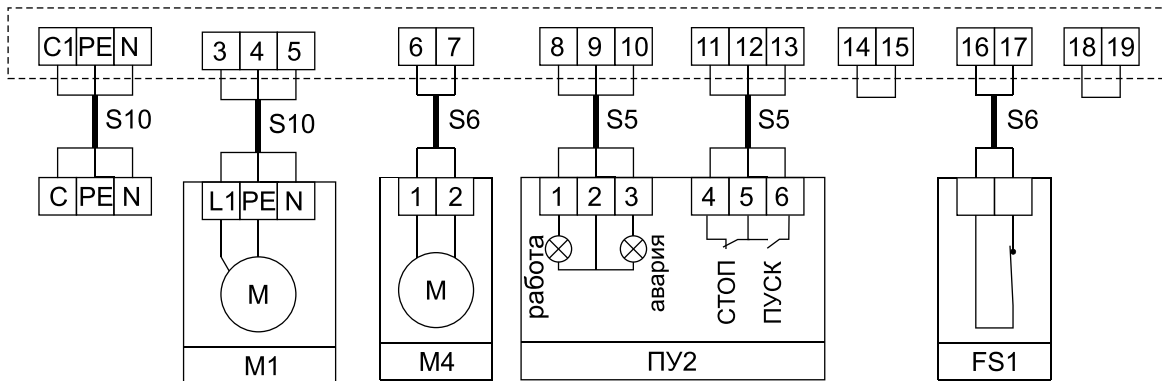 C1 PE N 3 4 5 6 7 8 9 10 11 12 13 14 15 16 17 18 19
S10 S10 S6 S5 S5 S6
C PE N L1 PE N 1 2 1 2 3 4 5 6
работа авария СТОП ПУСК
M M
M1 M4 ПУ2 FS1